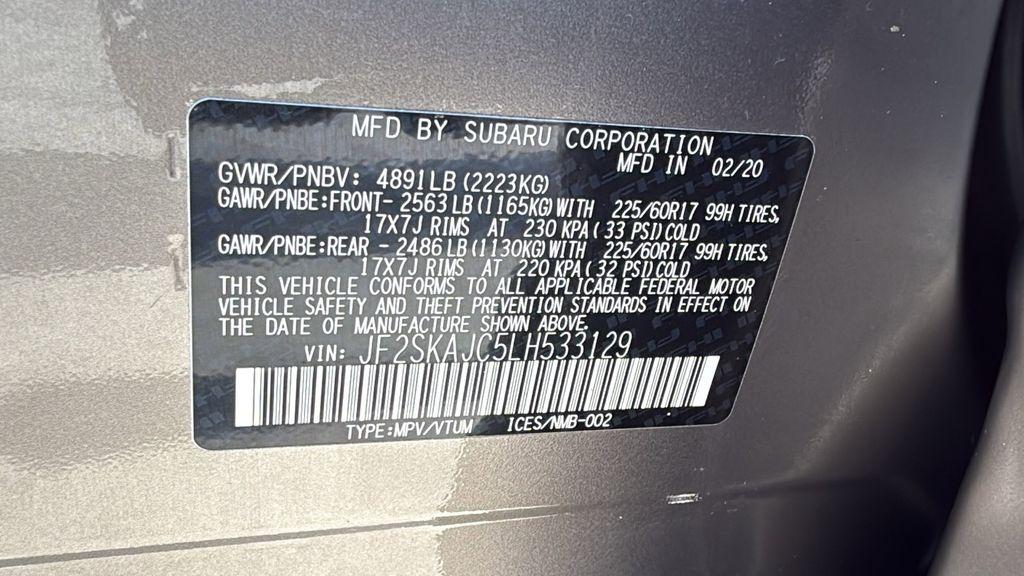 MFD BY SUBARU CORPORATION
MFD IN 02/20
GVWR/PNBV: 4891LB (2223KG)
GAWR/PNBE:FRONT- 2563 LB (1165KG) WITH 225/60R17 99H TIRES,
17X7J RIMS AT 230 KPA ( 33 PSI) COLD
GAWR/PNBE:REAR - 2486 LB (1130KG) WITH 225/60R17 99H TIRES,
17X7J RIMS AT 220 KPA ( 32 PSI) COLD
THIS VEHICLE CONFORMS TO ALL APPLICABLE FEDERAL MOTOR
VEHICLE SAFETY AND THEFT PREVENTION STANDARDS IN EFFECT ON
THE DATE OF MANUFACTURE SHOWN ABOVE.
VIN: JF2SKAJC5LH533129
TYPE:MPV/VTUM ICES/NMB-002